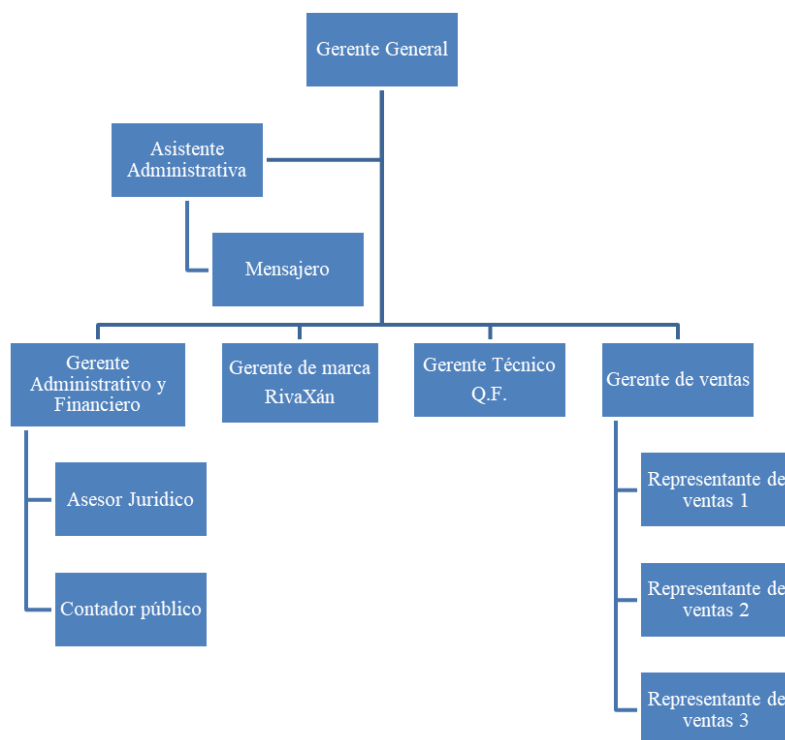 Gerente General
Asistente
Administrativa
Mensajero
Gerente
Administrativo y
Financiero
Gerente de marca
RivaXán
Gerente Técnico
Q.F.
Gerente de ventas
Asesor Juridico
Contador público
Representante de
ventas 1
Representante de
ventas 2
Representante de
ventas 3